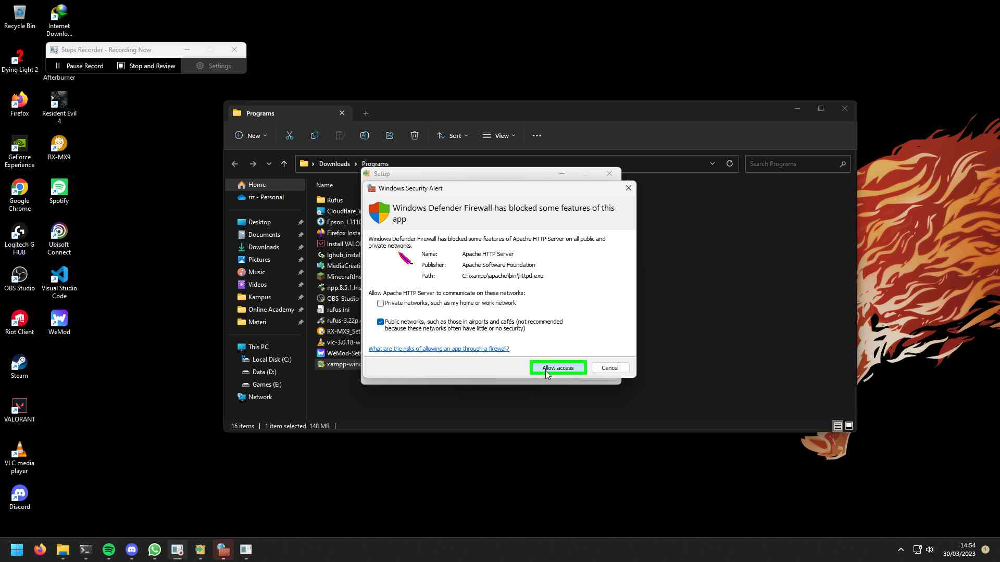 Recycle Bin
Internet
Downlo...
Steps Recorder - Recording Now
Pause Record
Stop and Review
Settings
Dying Light 2
Afterburner
Firefox
Resident Evil
4
GeForce
Experience
RX-MX9
Google
Chrome
Spotify
Logitech G
HUB
Ubisoft
Connect
OBS Studio
Visual Studio
Code
Riot Client
WeMod
Steam
VALORANT
VLC media
player
Discord
Programs
New
Sort
View
Downloads
Programs
Search Programs
Home
riz - Personal
Desktop
Documents
Downloads
Pictures
Music
Videos
Kampus
Online Academy
Materi
This PC
Local Disk (C:)
Data (D:)
Games (E:)
Network
Name
Rufus
Cloudflare_W
Epson_L3110
Firefox Insta
Install VALO
lghub_instal
MediaCreati
MinecraftIns
npp.8.5.1.Ins
OBS-Studio-
rufus.ini
rufus-3.22p.
RX-MX9_Set
vlc-3.0.18-w
WeMod-Set
xampp-wind
16 items
1 item selected 148 MB
Setup
Windows Security Alert
Windows Defender Firewall has blocked some features of this
app
Windows Defender Firewall has blocked some features of Apache HTTP Server on all public and
private networks.
Name: Apache HTTP Server
Publisher: Apache Software Foundation
Path: C:\xampp\apache\bin\httpd.exe
Allow Apache HTTP Server to communicate on these networks:
Private networks, such as my home or work network
Public networks, such as those in airports and cafés (not recommended
because these networks often have little or no security)
What are the risks of allowing an app through a firewall?
Allow access
Cancel
14:54
30/03/2023
1